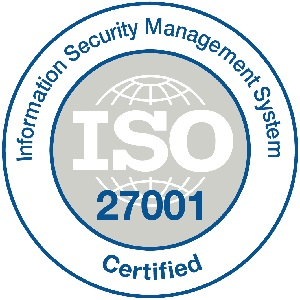 Information Security Management System
ISO
27001
Certified